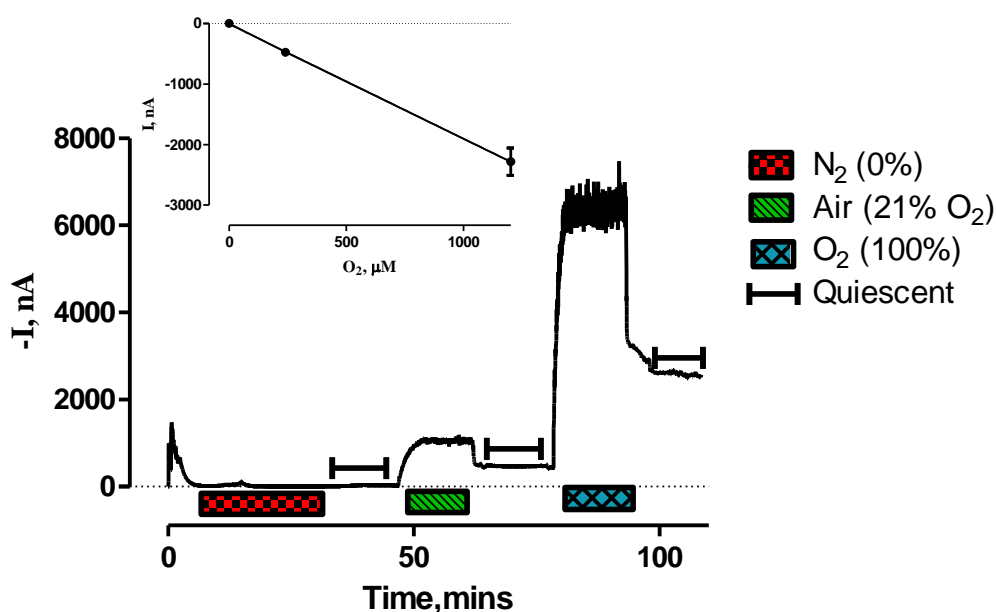 0
-1000
-2000
-3000
I, nA
0
500
1000
O₂, µM
8000
6000
4000
2000
0
-I, nA
0
50
100
Time,mins
N₂ (0%)
Air (21% O₂)
O₂ (100%)
Quiescent